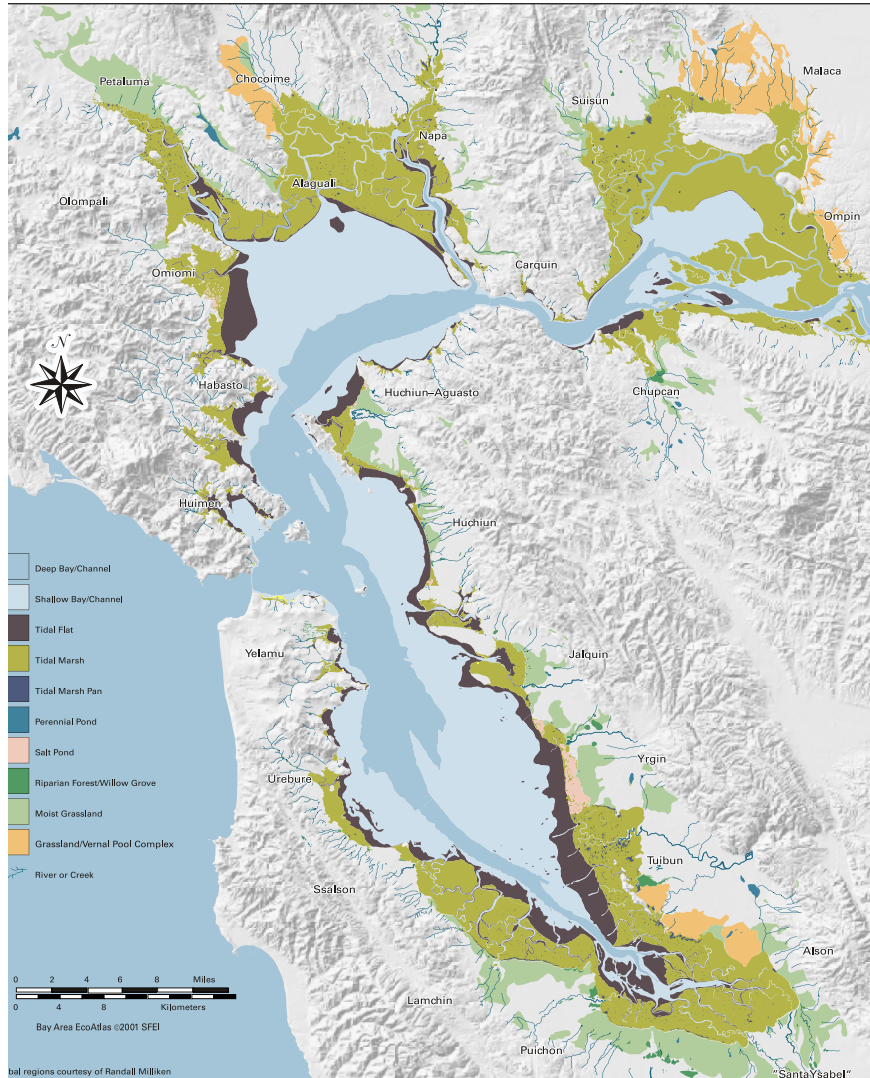 Petaluma
Chocoime
Malaca
Suisun
Napa
Alaguali
Olompali
Ompin
Carquin
Omiomi
N
Habasto
Huchiun–Aguasto
Chupcan
Huimen
Huchiun
Deep Bay/Channel
Shallow Bay/Channel
Tidal Flat
Tidal Marsh
Tidal Marsh Pan
Perennial Pond
Salt Pond
Riparian Forest/Willow Grove
Moist Grassland
Grassland/Vernal Pool Complex
River or Creek
Yelamu
Jalquin
Yrgin
Urebure
Tuibun
Ssalson
Alson
Lamchin
Puichon
"SantaYsabel"
0 2 4 6 8 Miles
0 4 8 Kilometers
Bay Area EcoAtlas ©2001 SFEI
bal regions courtesy of Randall Milliken